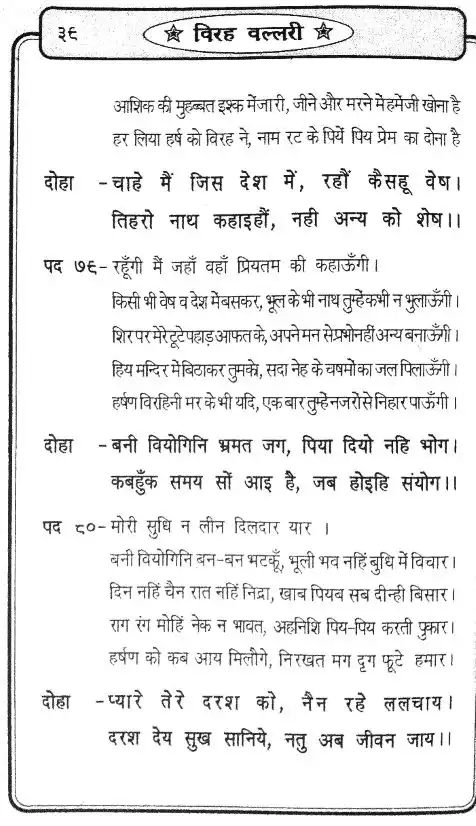 ३६ ☆ विरह वल्लरी ☆
आशिक की मुहब्बत इश्क में जारी, जीने और मरने में हमें जी खोना है
हर लिया हर्ष को विरह ने, नाम रट के पियें पिय प्रेम का दोना है
दोहा - चाहे मैं जिस देश में, रहौं कैसहू वेष।
तिहरो नाथ कहाइहौं, नही अन्य को शेष।।
पद ७९- रहूँगी मैं जहाँ वहाँ प्रियतम की कहाऊँगी।
किसी भी वेष व देश में बसकर, भूल के भी नाथ तुम्हें कभी न भुलाऊँगी।
शिर पर मेरे टूटे पहाड़ आफत के, अपने मन से प्रभो नहीं अन्य बनाऊँगी।
हिय मन्दिर में बिठाकर तुमको, सदा नेह के चषमों का जल पिलाऊँगी।
हर्षण विरहिनी मर के भी यदि, एक बार तुम्हे नजरो से निहार पाऊँगी।
दोहा - बनी वियोगिनि भ्रमत जग, पिया दियो नहि भोग।
कबहुँक समय सों आइ है, जब होइहि संयोग।।
पद ८०- मोरी सुधि न लीन दिलदार यार ।
बनी वियोगिनि बन-बन भटकूँ, भूली भव नहिं बुधि में विचार।
दिन नहिं चैन रात नहिं निद्रा, खाब पियब सब दीन्ही बिसार।
राग रंग मोहिं नेक न भावत, अहनिशि पिय-पिय करती पुकार।
हर्षण को कब आय मिलौगे, निरखत मग दृग फूटे हमार।
दोहा - प्यारे तेरे दरश को, नैन रहे ललचाय।
दरश देय सुख सानिये, नतु अब जीवन जाय।।